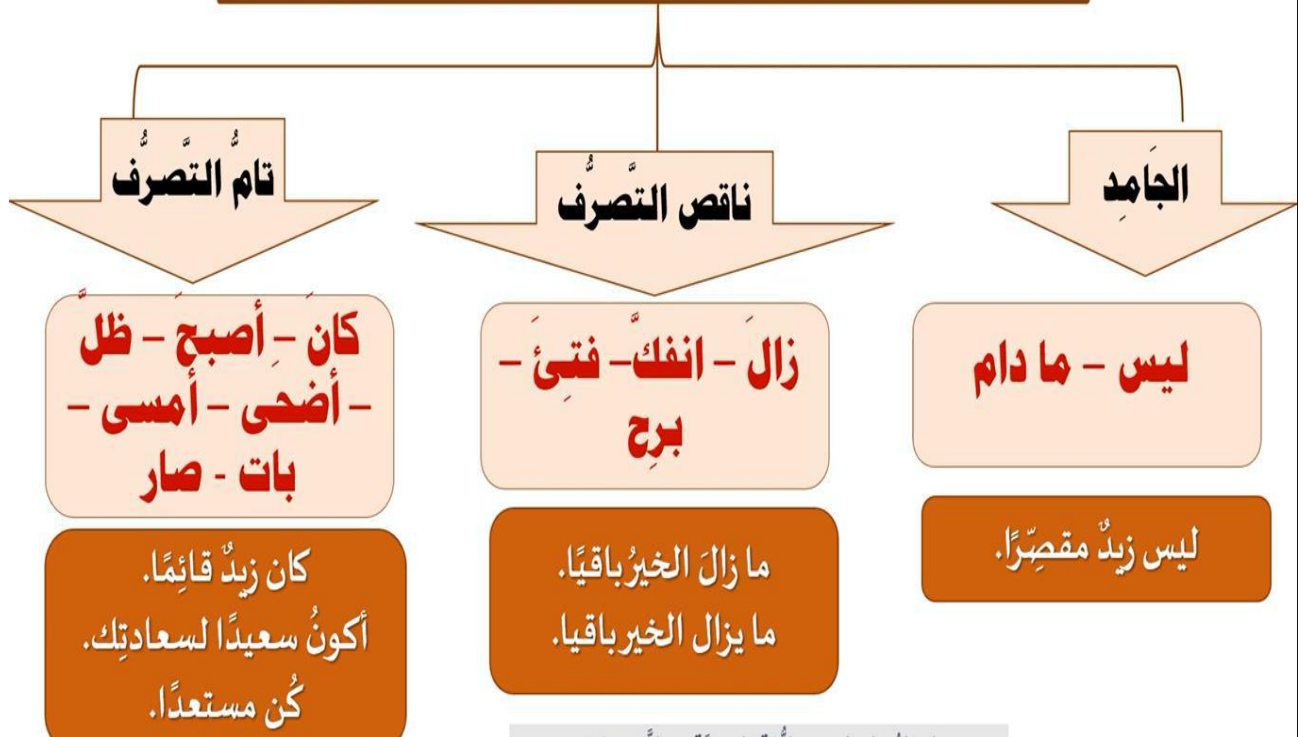 الجَامِد
ناقص التَّصرُّف
تامُّ التَّصرُّف
ليس – ما دام
زالَ – انفكَّ – فتِئَ –
برِح
كانَ – أصبحَ – ظلَّ
– أضحى – أمسى –
بات - صار
ليس زيدٌ مقصِّرًا.
ما زالَ الخيرُ باقيًا.
ما يزال الخير باقيا.
كان زيدٌ قائِمًا.
أكونُ سعيدًا لسعادتِك.
كُن مستعدًا.